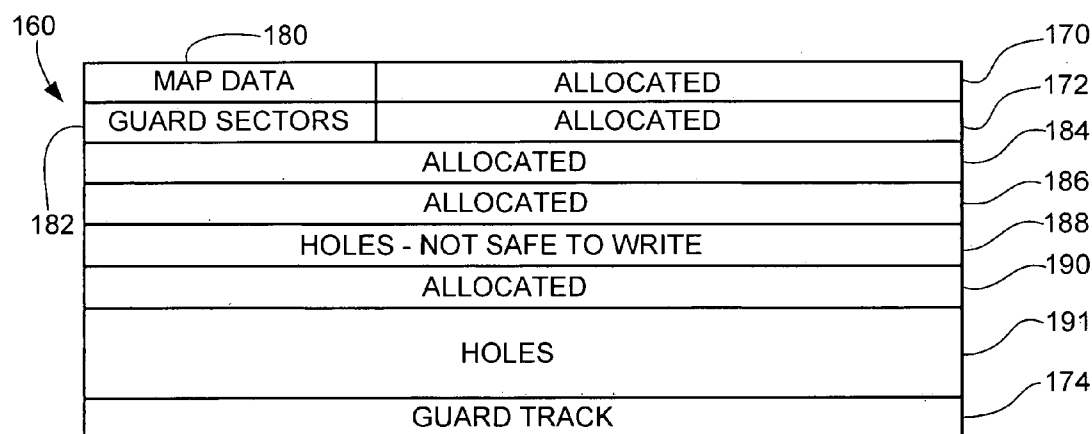 160
180
170
MAP DATA ALLOCATED
172
GUARD SECTORS ALLOCATED
184
ALLOCATED
186
ALLOCATED
182
188
HOLES - NOT SAFE TO WRITE
190
ALLOCATED
191
HOLES
174
GUARD TRACK